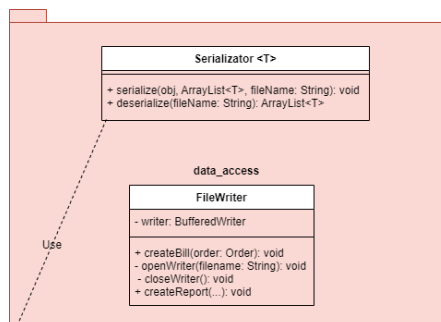 Serializator <T>
+ serialize(obj, ArrayList<T>, fileName: String): void
+ deserialize(fileName: String): ArrayList<T>
data_access
FileWriter
- writer: BufferedWriter
Use
+ createBill(order: Order): void
- openWriter(filename: String): void
- closeWriter(): void
+ createReport(...): void